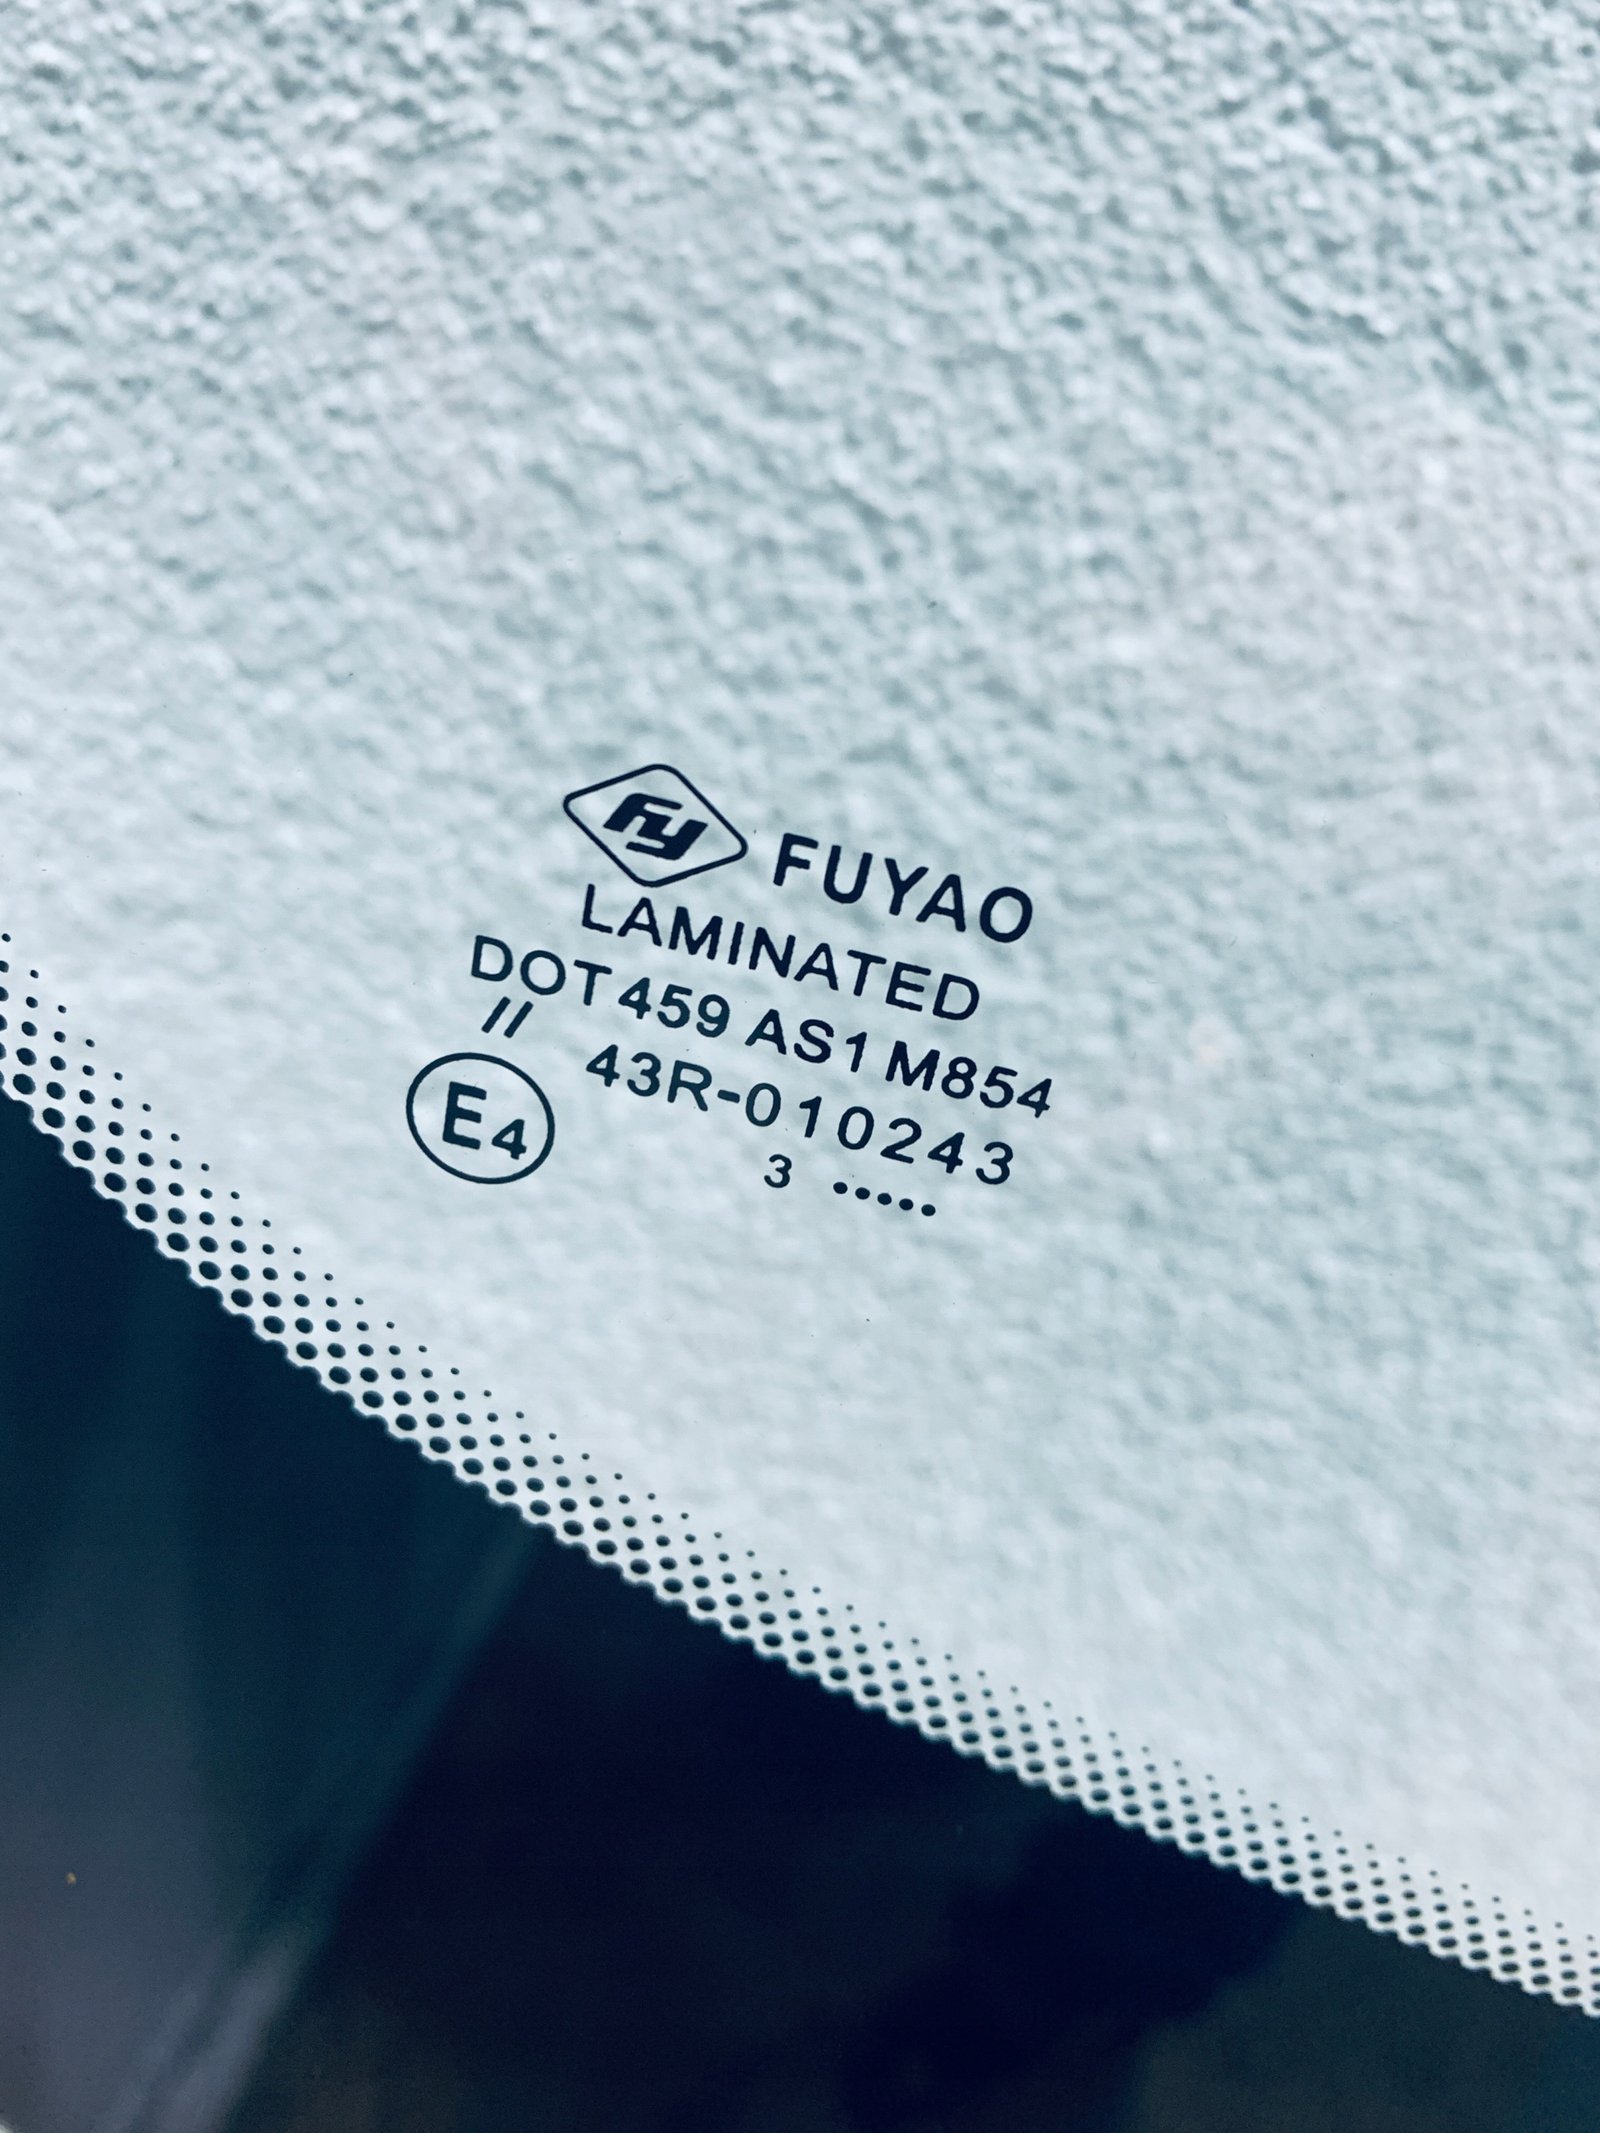 fy FUYAO
LAMINATED
DOT 459 AS1 M854
//
E4 43R-010243
3 •••••